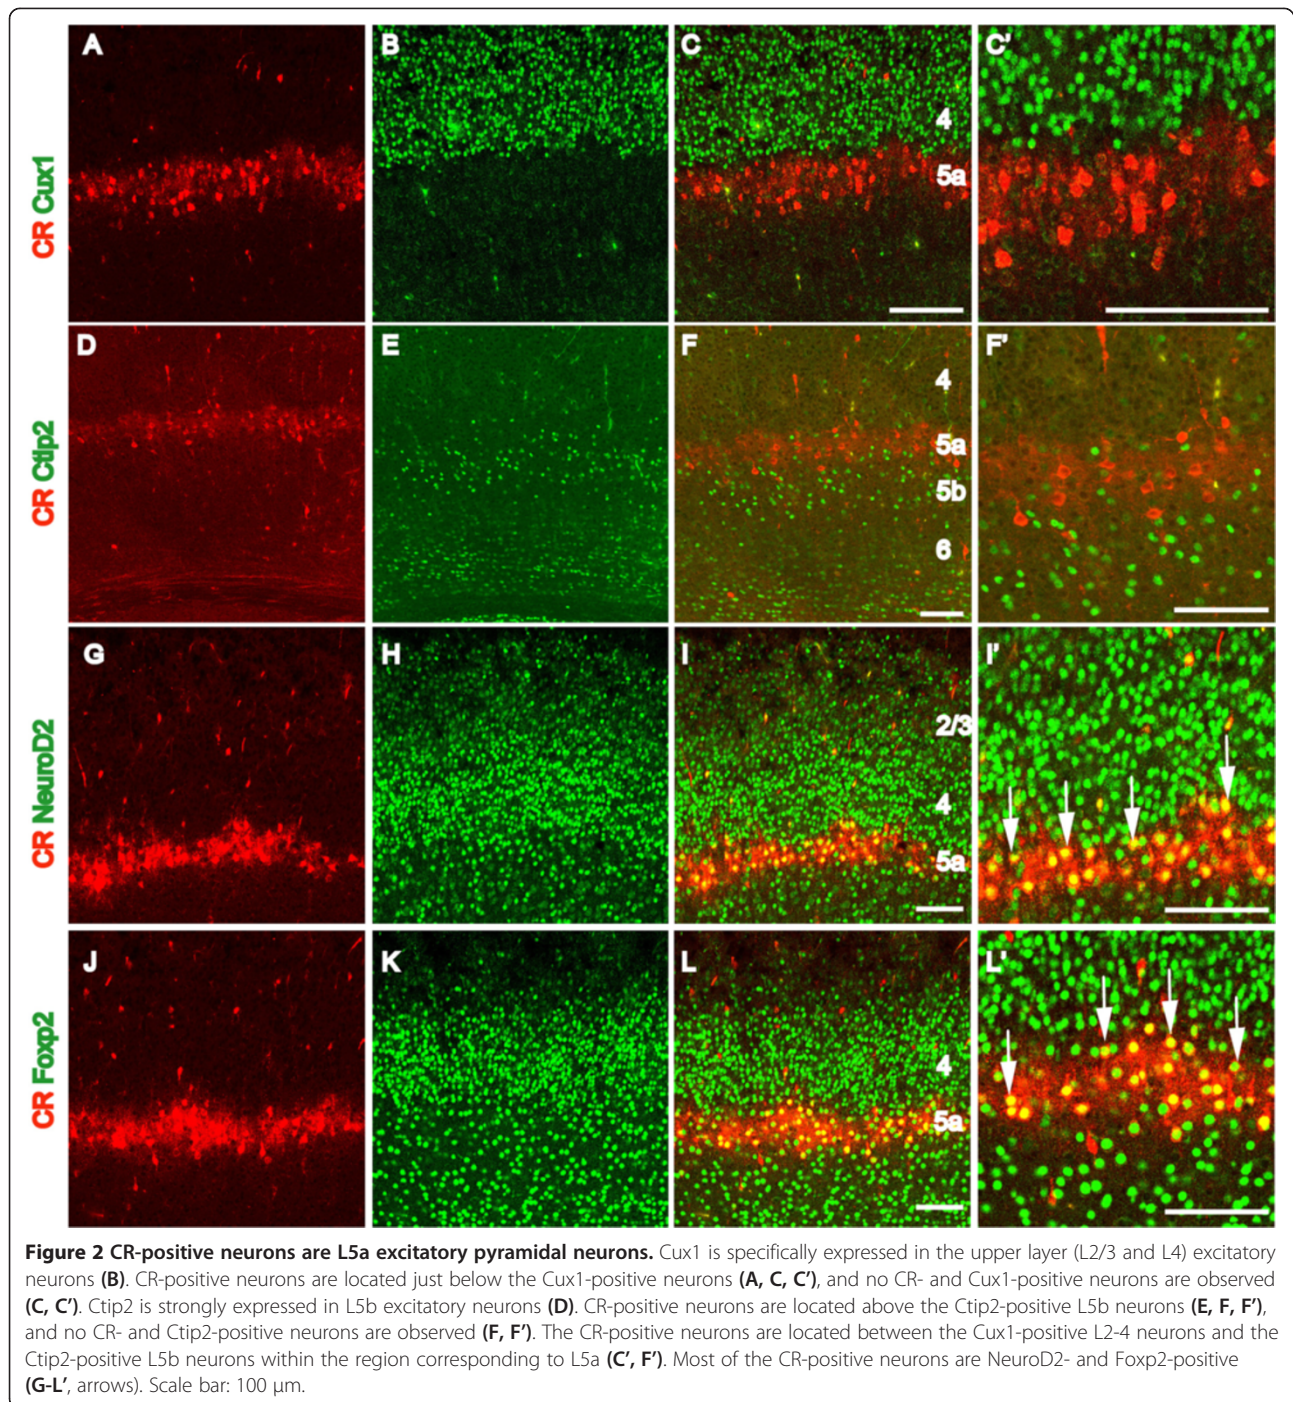 A
B
C
C'
CR Cux1
4
5a
D
E
F
F'
CR Ctip2
4
5a
5b
6
G
H
I
I'
CR NeuroD2
2/3
4
5a
J
K
L
L'
CR Foxp2
4
5a
Figure 2 CR-positive neurons are L5a excitatory pyramidal neurons. Cux1 is specifically expressed in the upper layer (L2/3 and L4) excitatory
neurons (B). CR-positive neurons are located just below the Cux1-positive neurons (A, C, C’), and no CR- and Cux1-positive neurons are observed
(C, C’). Ctip2 is strongly expressed in L5b excitatory neurons (D). CR-positive neurons are located above the Ctip2-positive L5b neurons (E, F, F’),
and no CR- and Ctip2-positive neurons are observed (F, F’). The CR-positive neurons are located between the Cux1-positive L2-4 neurons and the
Ctip2-positive L5b neurons within the region corresponding to L5a (C’, F’). Most of the CR-positive neurons are NeuroD2- and Foxp2-positive
(G-L’, arrows). Scale bar: 100 μm.